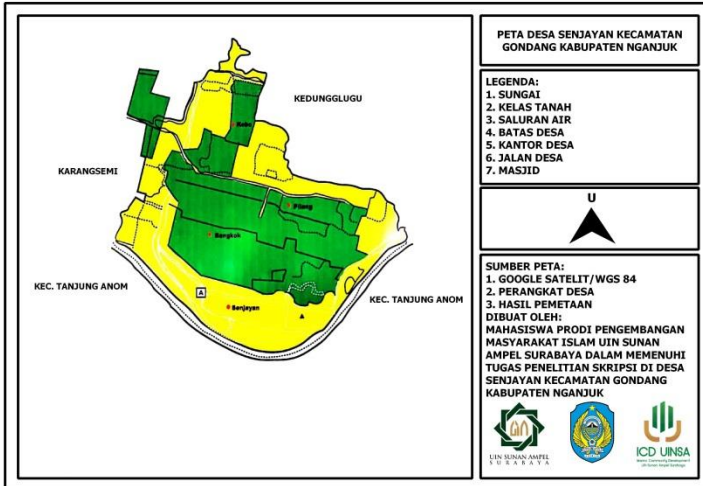 KEDUNGGLUGU
KARANGSEMI
Pilang
Bangkok
KEC. TANJUNG ANOM
KEC. TANJUNG ANOM
A
Senjayan
PETA DESA SENJAYAN KECAMATAN
GONDANG KABUPATEN NGANJUK
LEGENDA:
1. SUNGAI
2. KELAS TANAH
3. SALURAN AIR
4. BATAS DESA
5. KANTOR DESA
6. JALAN DESA
7. MASJID
U
SUMBER PETA:
1. GOOGLE SATELIT/WGS 84
2. PERANGKAT DESA
3. HASIL PEMETAAN
DIBUAT OLEH:
MAHASISWA PRODI PENGEMBANGAN
MASYARAKAT ISLAM UIN SUNAN
AMPEL SURABAYA DALAM MEMENUHI
TUGAS PENELITIAN SKRIPSI DI DESA
SENJAYAN KECAMATAN GONDANG
KABUPATEN NGANJUK
UIN SUNAN AMPEL
SURABAYA
ICD UINSA